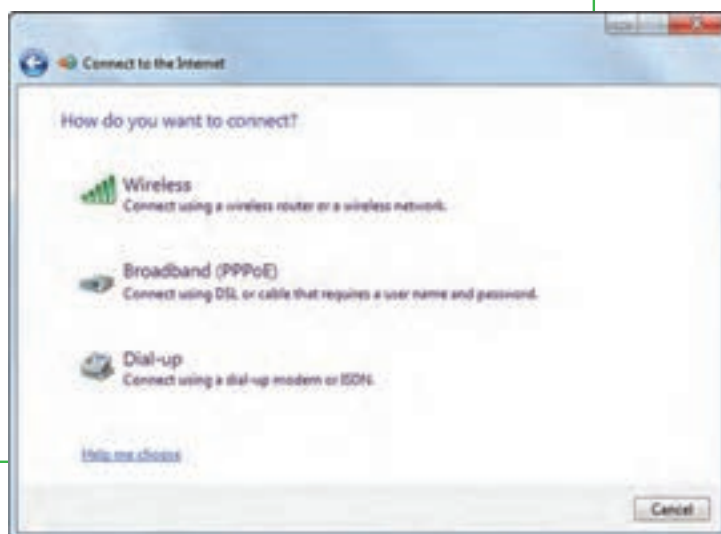 Connect to the Internet
How do you want to connect?
Wireless
Connect using a wireless router or a wireless network.
Broadband (PPPoE)
Connect using DSL or cable that requires a user name and password.
Dial-up
Connect using a dial-up modem or ISDN.
Help me choose
Cancel